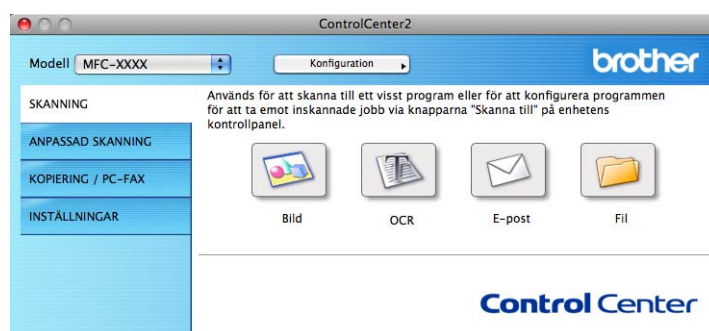 ControlCenter2
Modell MFC-XXXX Konfiguration brother
SKANNING
ANPASSAD SKANNING
KOPIERING / PC-FAX
INSTÄLLNINGAR
Används för att skanna till ett visst program eller för att konfigurera programmen
för att ta emot inskannade jobb via knapparna "Skanna till" på enhetens
kontrollpanel.
Bild OCR E-post Fil
Control Center